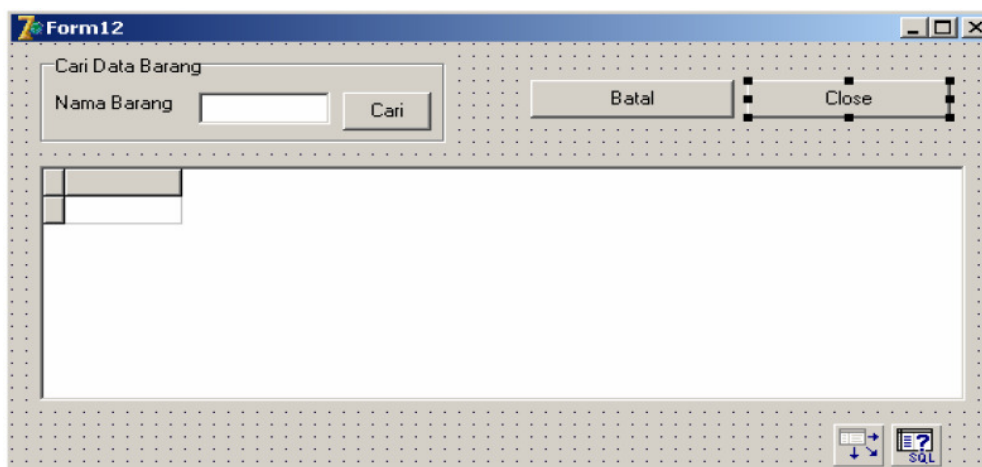 Form12
Cari Data Barang
Nama Barang
Cari
Batal
Close
SQL